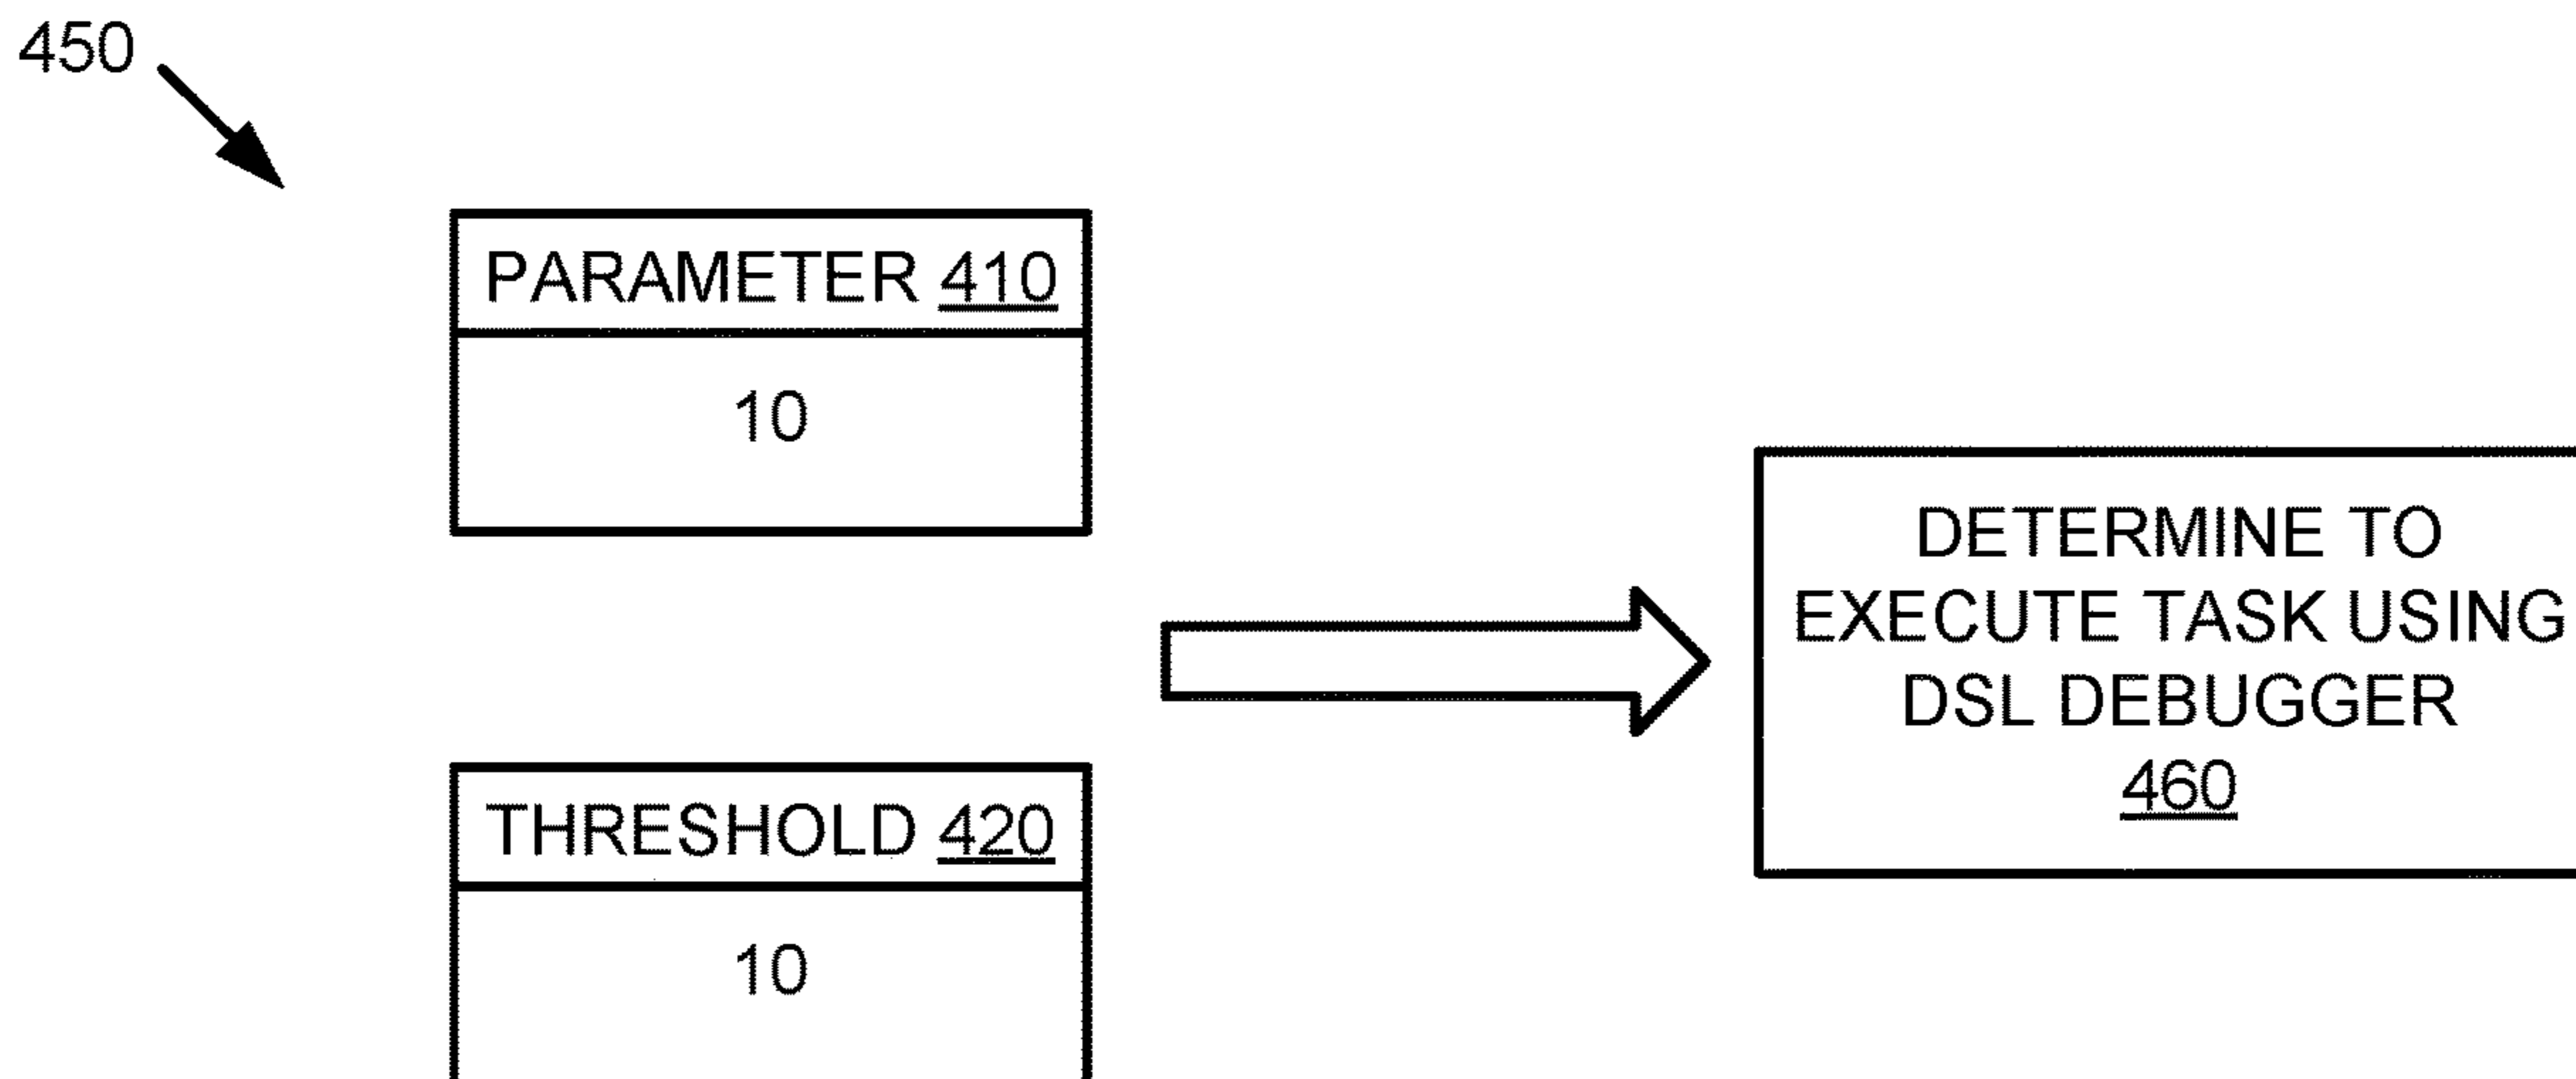 450
PARAMETER 410
10
DETERMINE TO
EXECUTE TASK USING
DSL DEBUGGER
460
THRESHOLD 420
10